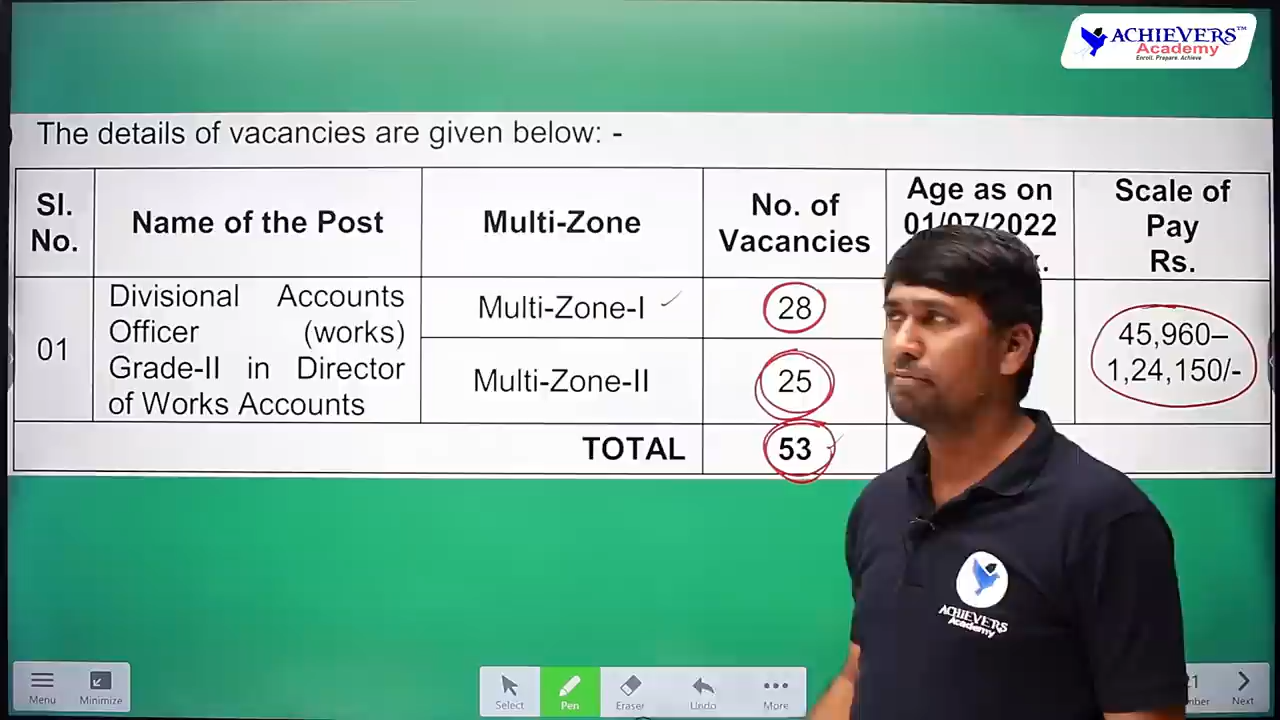 ACHIEVERS™
Academy
Enroll. Prepare. Achieve
The details of vacancies are given below: -
Sl. No.
Name of the Post
Multi-Zone
No. of Vacancies
Age as on 01/07/2022
Scale of Pay Rs.
01
Divisional Accounts
Officer (works)
Grade-II in Director
of Works Accounts
Multi-Zone-I
28
Multi-Zone-II
25
45,960–
1,24,150/-
TOTAL
53
ACHIEVERS
Academy
Menu
Minimize
Select
Pen
Eraser
Undo
More
Next